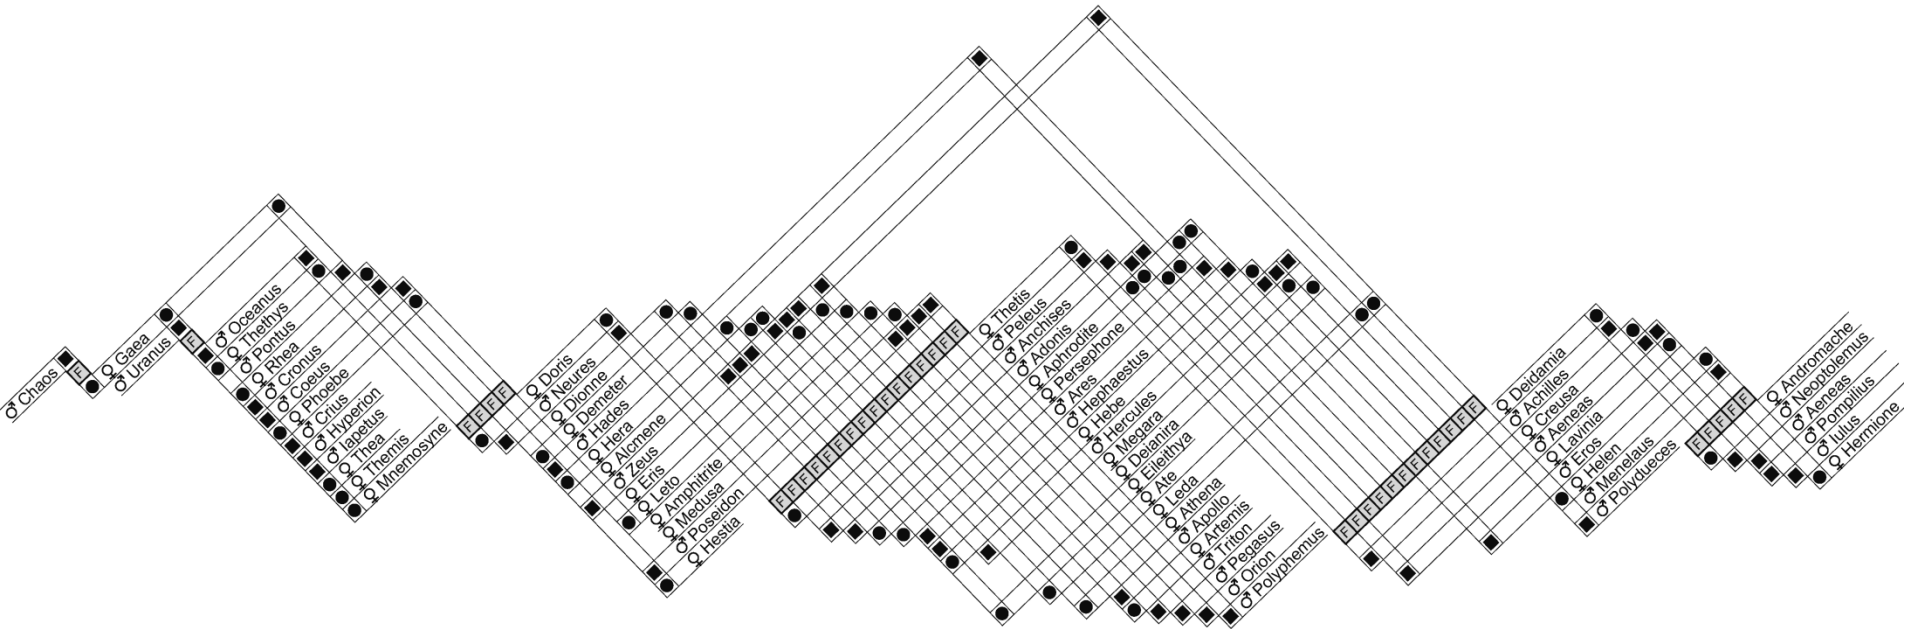 ♂ Chaos
F
♀ Gaea
♂ Uranus
F
♂ Oceanus
♀ Thethys
♂ Pontus
♀ Rhea
♂ Cronus
♂ Coeus
♀ Phoebe
♂ Crius
♂ Hyperion
♂ Iapetus
♀ Thea
♀ Themis
♀ Mnemosyne
F F F F
♀ Doris
♂ Neures
♀ Dionne
♀ Demeter
♂ Hades
♀ Hera
♀ Alcmene
♂ Zeus
♀ Eris
♀ Leto
♀ Amphitrite
♀ Medusa
♂ Poseidon
♀ Hestia
F F F F F F F F F F F F F F F
♀ Thetis
♂ Peleus
♂ Anchises
♂ Adonis
♀ Aphrodite
♀ Persephone
♂ Ares
♂ Hephaestus
♀ Hebe
♂ Hercules
♀ Megara
♀ Deianira
♀ Eileithya
♀ Ate
♀ Leda
♀ Athena
♂ Apollo
♀ Artemis
♂ Triton
♂ Pegasus
♂ Orion
♂ Polyphemus
F F F F F F F F F F F
♀ Deidamia
♂ Achilles
♀ Creusa
♂ Aeneas
♀ Lavinia
♂ Eros
♀ Helen
♂ Menelaus
♂ Polydueces
F F F F F
♀ Andromache
♂ Neoptolemus
♂ Aeneas
♂ Pompilius
♂ Iulus
♀ Hermione